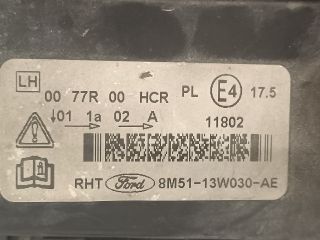 LH
00 77R 00 HCR PL E4 17.5
↓01 1a 02 A
11802
RHT Ford 8M51-13W030-AE